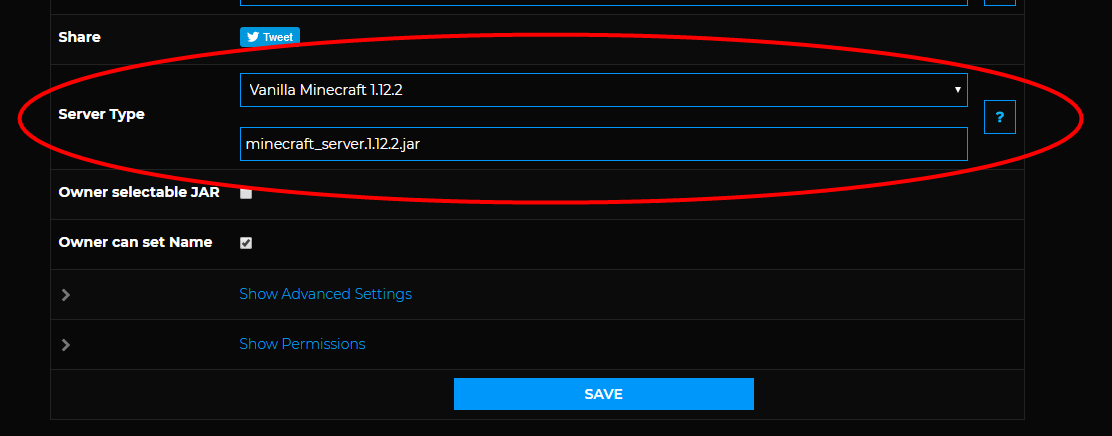 Share
Tweet
Server Type
Vanilla Minecraft 1.12.2
?
minecraft_server.1.12.2.jar
Owner selectable JAR
Owner can set Name
Show Advanced Settings
Show Permissions
SAVE